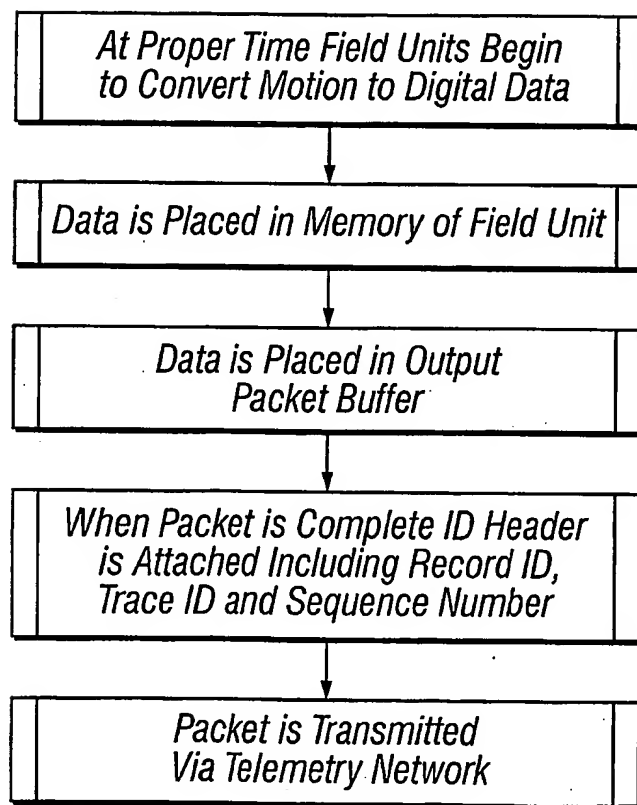 At Proper Time Field Units Begin
to Convert Motion to Digital Data
Data is Placed in Memory of Field Unit
Data is Placed in Output
Packet Buffer
When Packet is Complete ID Header
is Attached Including Record ID,
Trace ID and Sequence Number
Packet is Transmitted
Via Telemetry Network